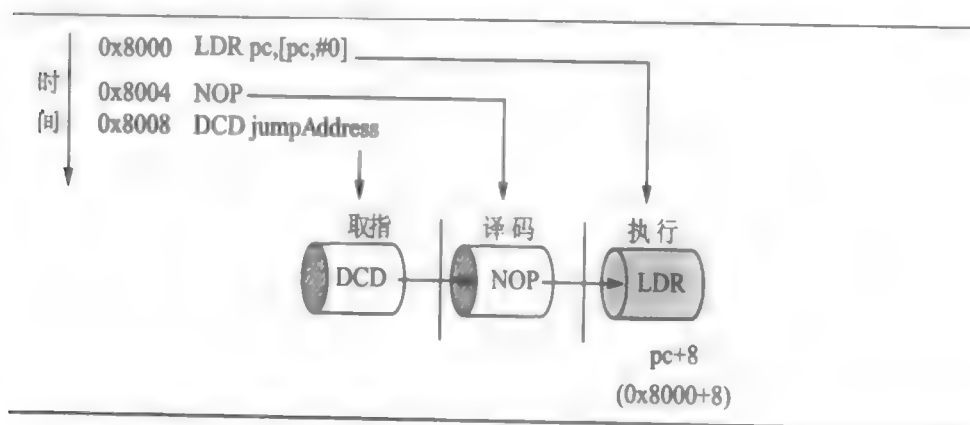 时
间
0x8000 LDR pc,[pc,#0]
0x8004 NOP
0x8008 DCD jumpAddress
取指
译码
执行
DCD
NOP
LDR
pc+8
(0x8000+8)